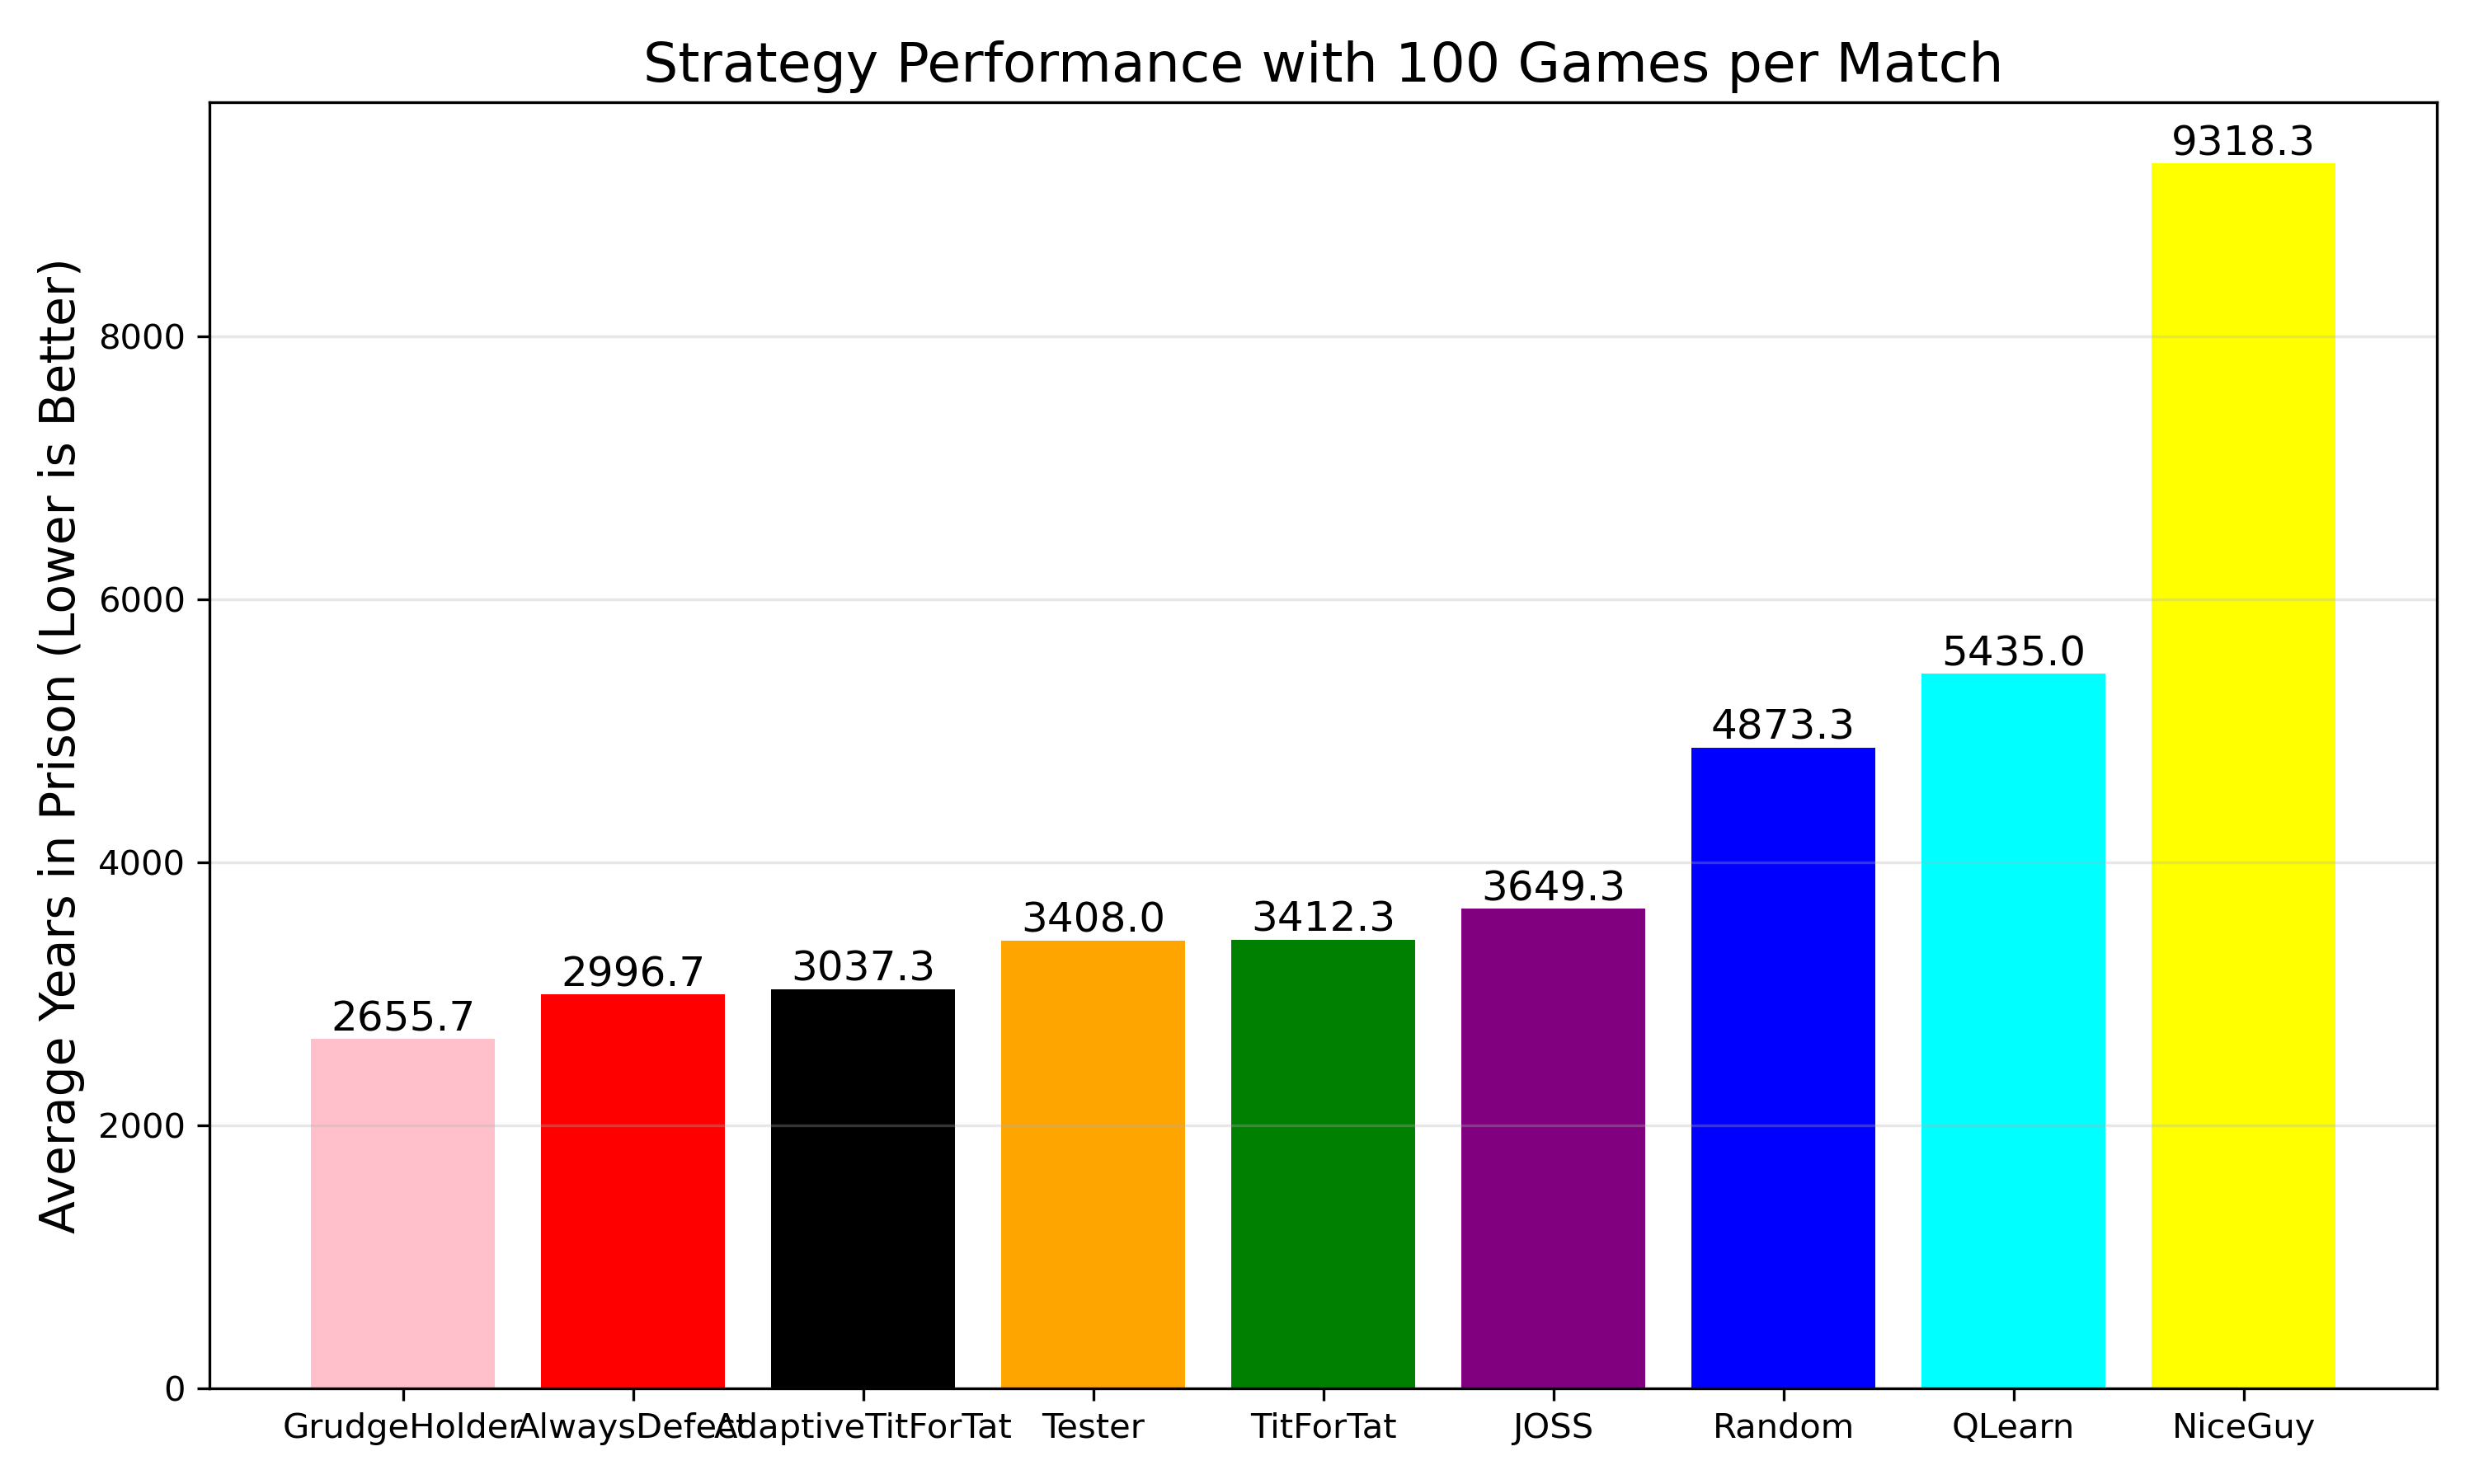 Strategy Performance with 100 Games per Match
Average Years in Prison (Lower is Better)
8000
6000
4000
2000
0
2655.7
2996.7
3037.3
3408.0
3412.3
3649.3
4873.3
5435.0
9318.3
GrudgeHolder
AlwaysDefect
AdaptiveTitForTat
Tester
TitForTat
JOSS
Random
QLearn
NiceGuy